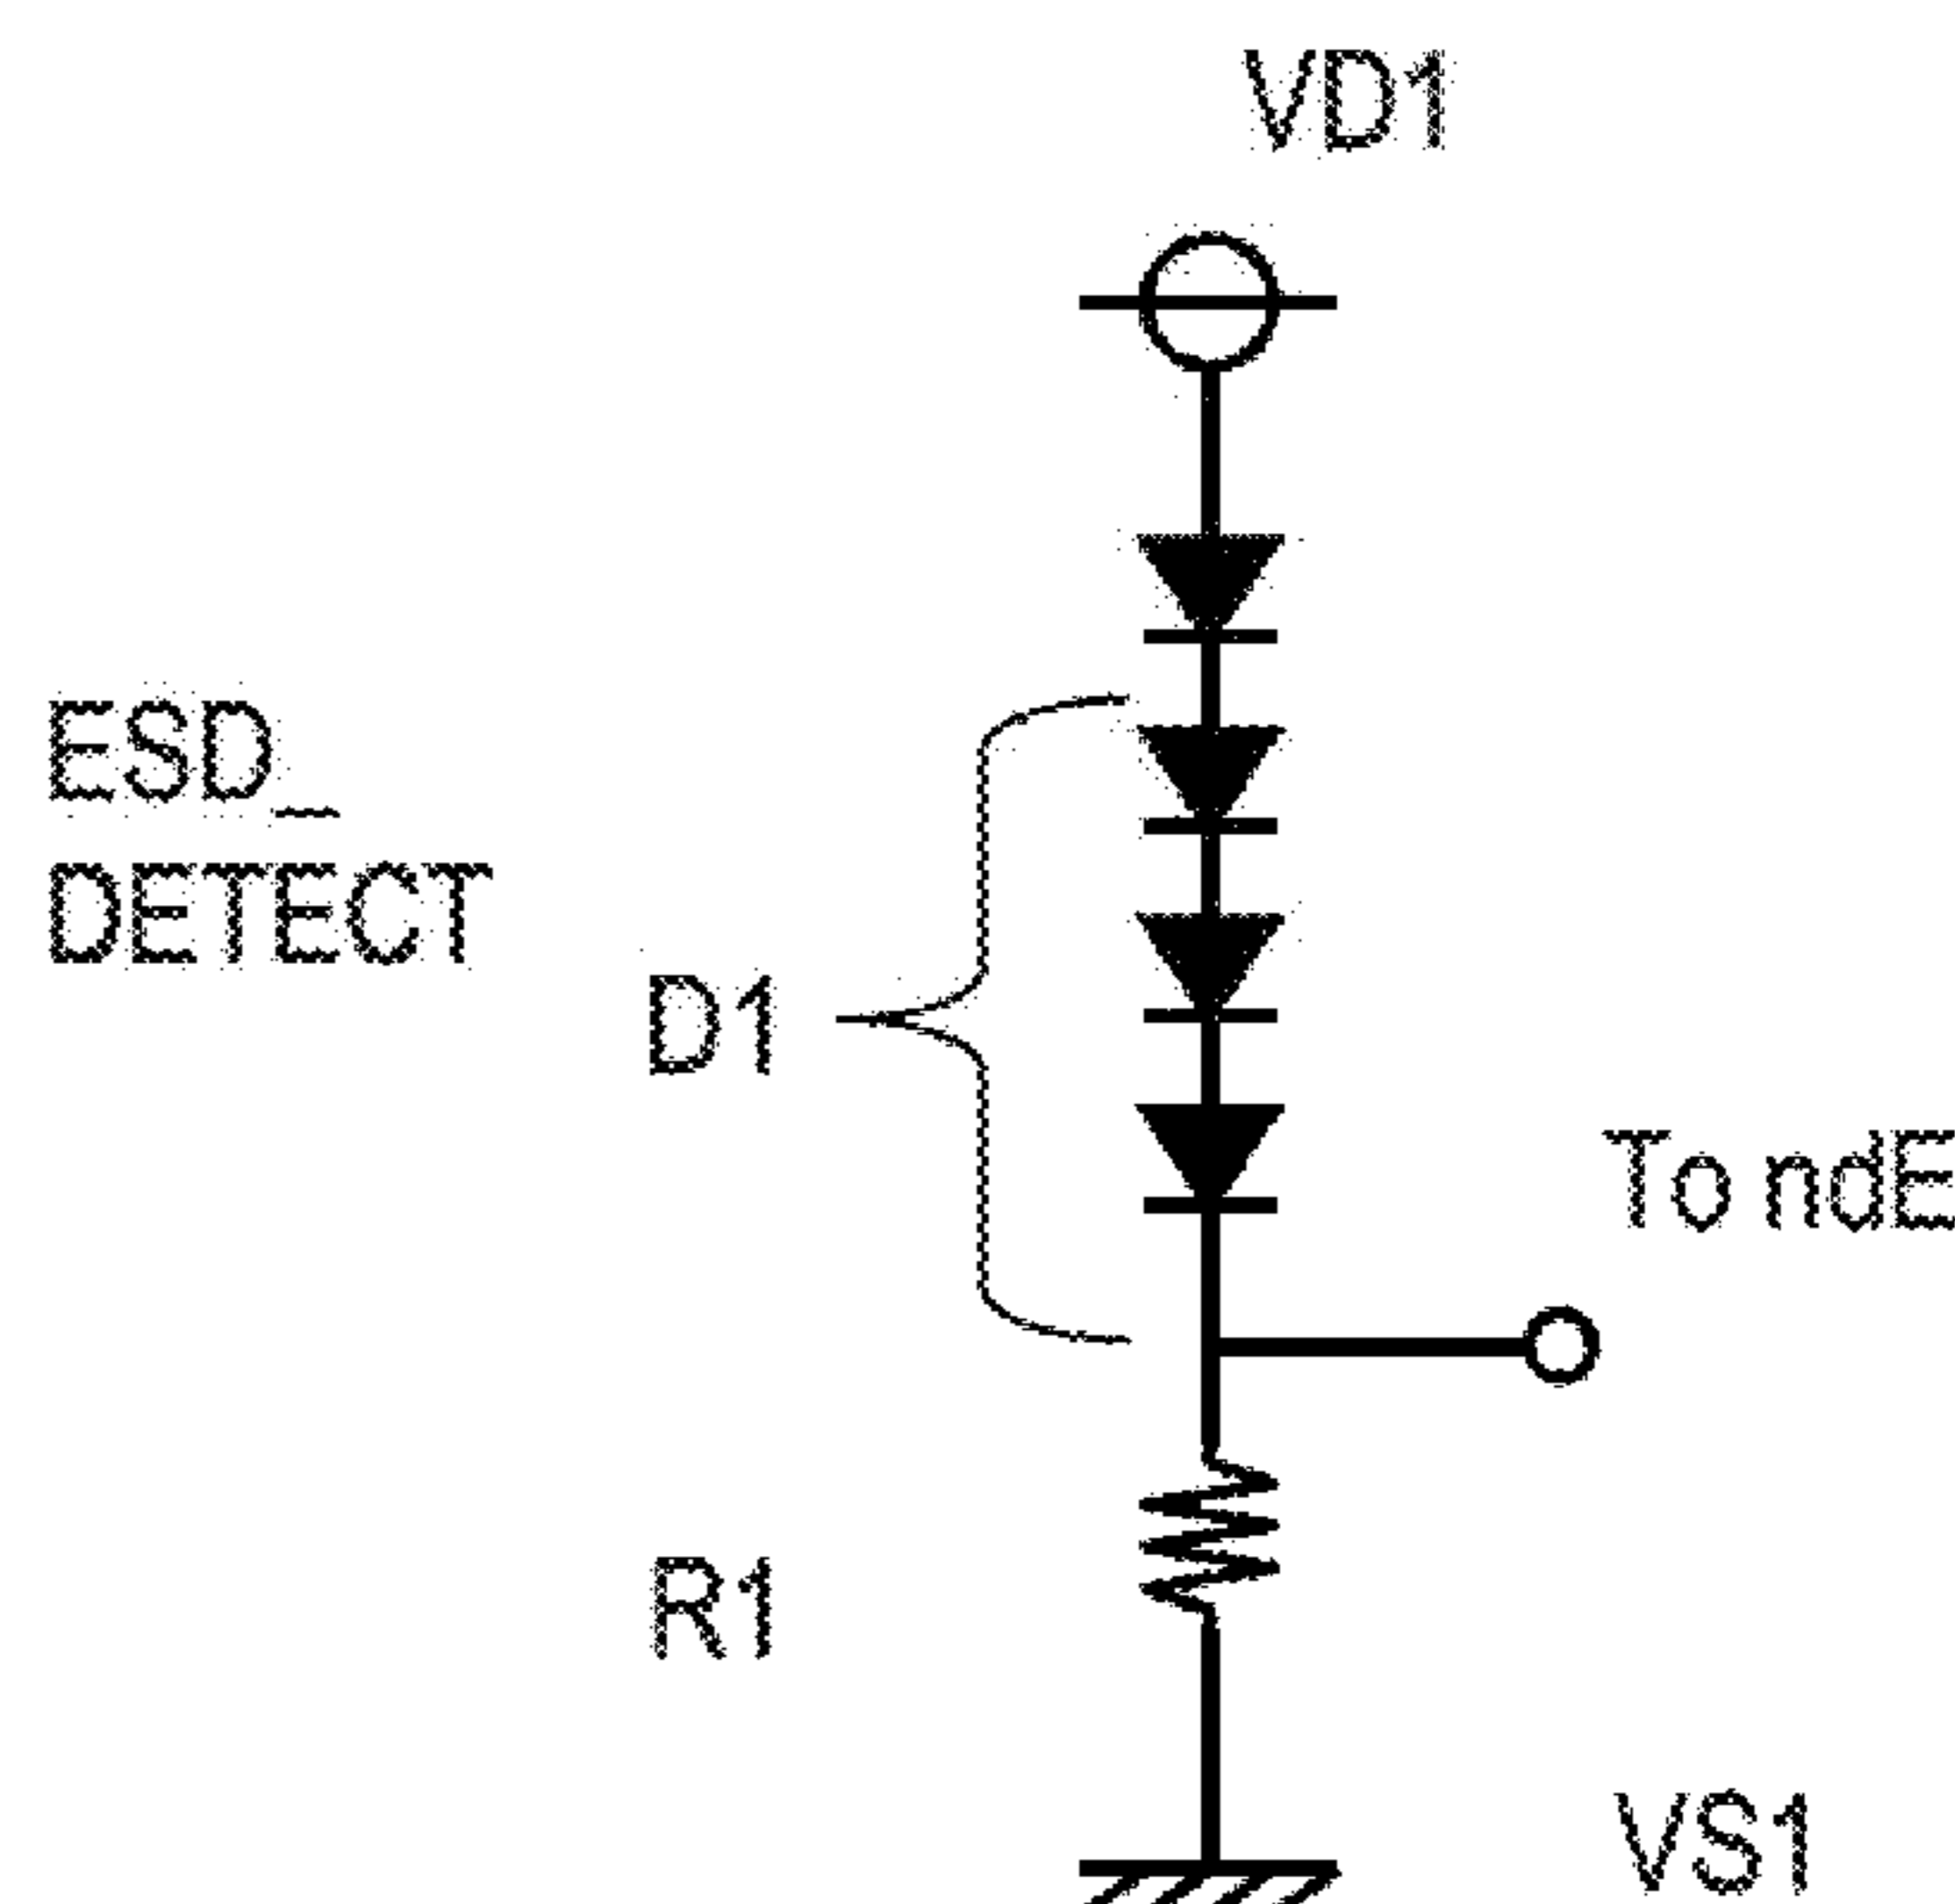 VD1
ESD_
DETECT
D1
To ndE
R1
VS1